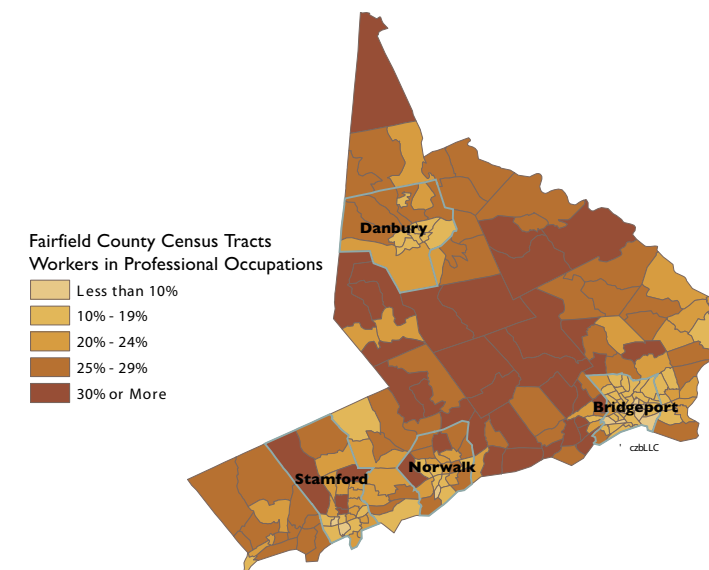 Danbury
Fairfield County Census Tracts
Workers in Professional Occupations
Less than 10%
10% - 19%
20% - 24%
25% - 29%
30% or More
Bridgeport
czbLLC
Norwalk
Stamford